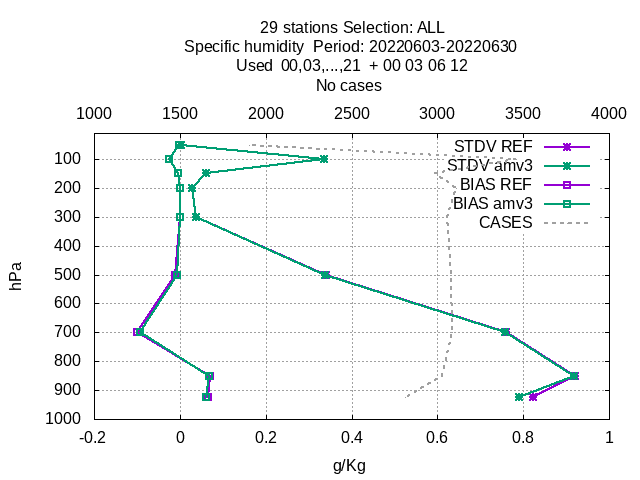 29 stations Selection: ALL
Specific humidity  Period: 20220603-20220630
Used  00,03,...,21  + 00 03 06 12
No cases
1000 1500 2000 2500 3000 3500 4000
STDV REF
STDV amv3
BIAS REF
BIAS amv3
CASES
100
200
300
400
500
600
700
800
900
1000
hPa
-0.2 0 0.2 0.4 0.6 0.8 1
g/Kg